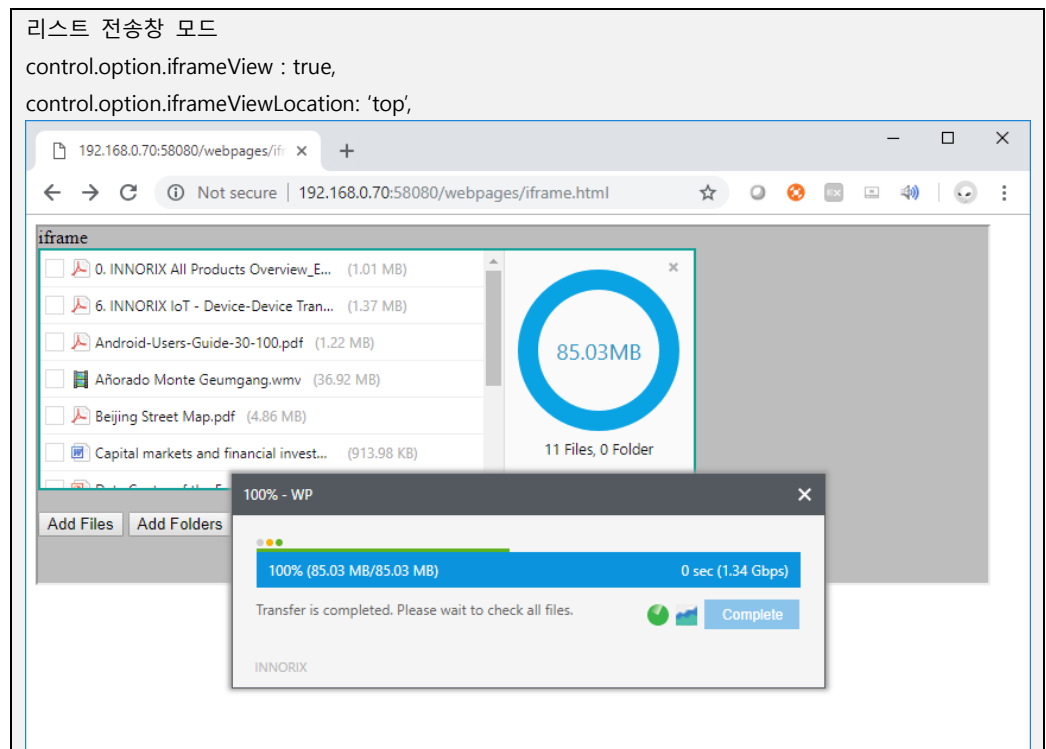 리스트 전송창 모드
control.option.iframeView : true,
control.option.iframeViewLocation: ‘top’,
192.168.0.70:58080/webpages/ifr
Not secure | 192.168.0.70:58080/webpages/iframe.html
iframe
0. INNORIX All Products Overview_E... (1.01 MB)
6. INNORIX IoT - Device-Device Tran... (1.37 MB)
Android-Users-Guide-30-100.pdf (1.22 MB)
Añorado Monte Geumgang.wmv (36.92 MB)
Beijing Street Map.pdf (4.86 MB)
Capital markets and financial invest... (913.98 KB)
85.03MB
11 Files, 0 Folder
Add Files Add Folders
100% - WP
100% (85.03 MB/85.03 MB) 0 sec (1.34 Gbps)
Transfer is completed. Please wait to check all files.
Complete
INNORIX